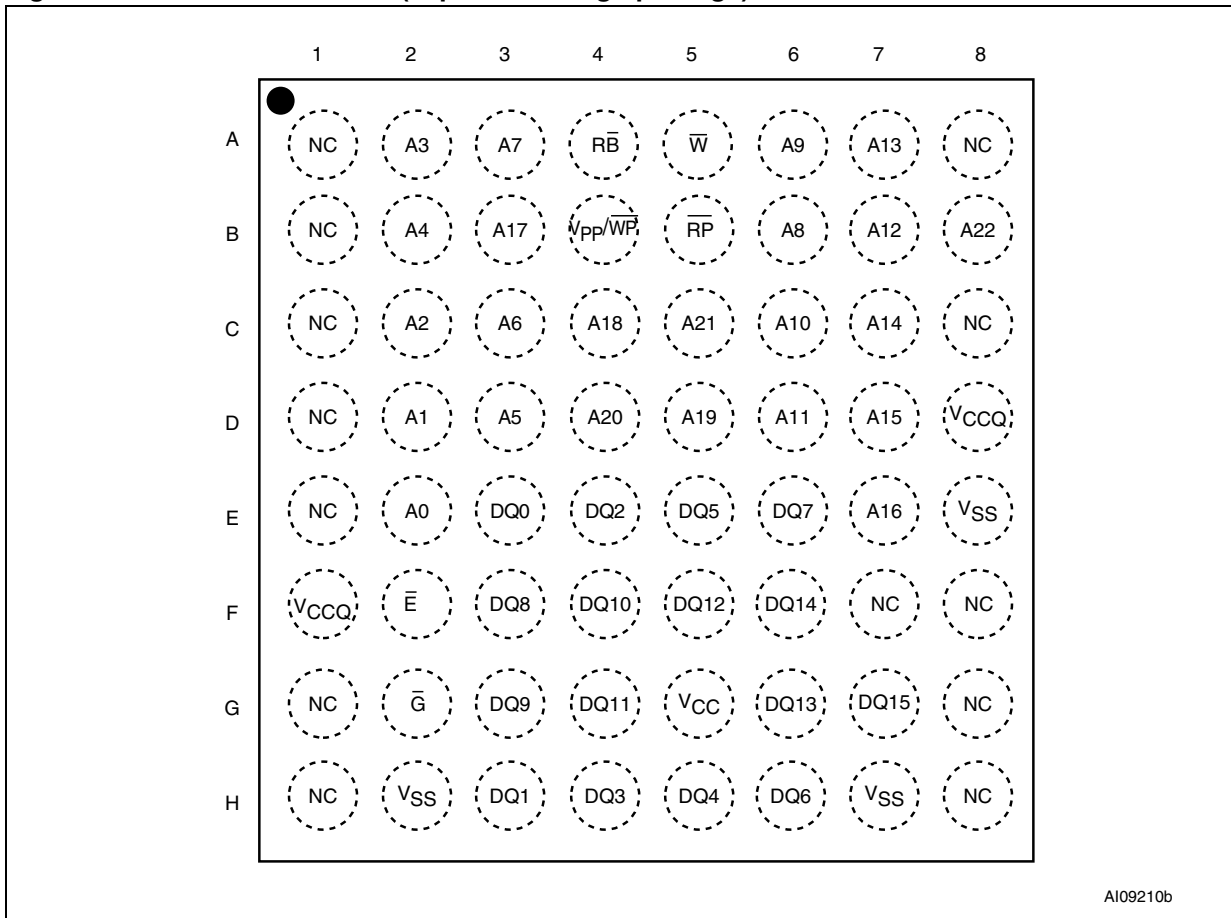 1 2 3 4 5 6 7 8
A NC A3 A7 RB̅ W̅ A9 A13 NC
B NC A4 A17 VPP/W̅P̅ R̅P̅ A8 A12 A22
C NC A2 A6 A18 A21 A10 A14 NC
D NC A1 A5 A20 A19 A11 A15 VCCQ
E NC A0 DQ0 DQ2 DQ5 DQ7 A16 VSS
F VCCQ E̅ DQ8 DQ10 DQ12 DQ14 NC NC
G NC G̅ DQ9 DQ11 VCC DQ13 DQ15 NC
H NC VSS DQ1 DQ3 DQ4 DQ6 VSS NC
AI09210b